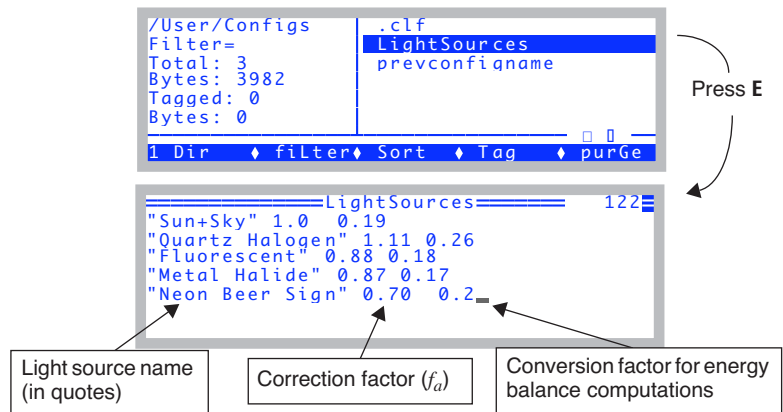 /User/Configs
Filter=
Total: 3
Bytes: 3982
Tagged: 0
Bytes: 0
.clf
LightSources
prevconfigname
1 Dir ♦ fiLter♦ Sort ♦ Tag ♦ purGe
Press E
LightSources 122
"Sun+Sky" 1.0 0.19
"Quartz Halogen" 1.11 0.26
"Fluorescent" 0.88 0.18
"Metal Halide" 0.87 0.17
"Neon Beer Sign" 0.70 0.2
Light source name
(in quotes)
Correction factor (fa)
Conversion factor for energy
balance computations